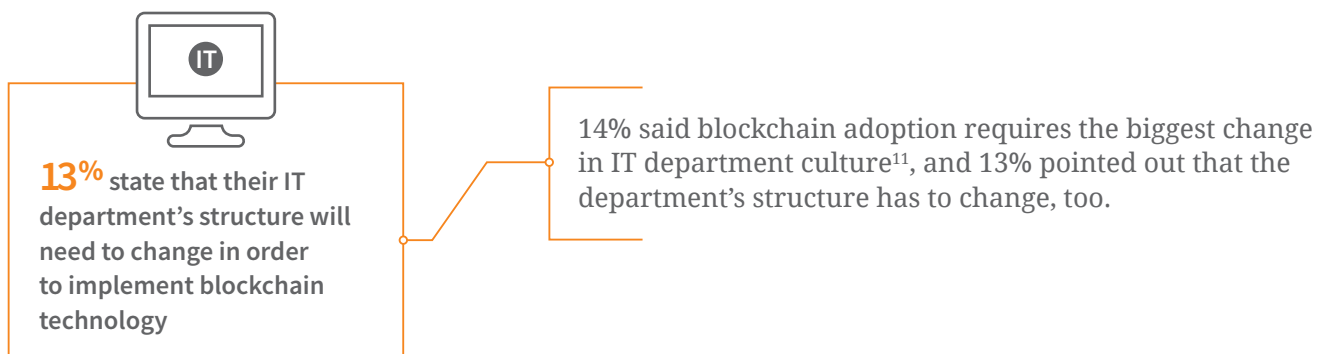 IT
13% state that their IT
department’s structure will
need to change in order
to implement blockchain
technology
14% said blockchain adoption requires the biggest change
in IT department culture¹¹, and 13% pointed out that the
department’s structure has to change, too.